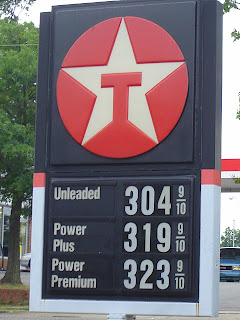 T
Unleaded 304 9/10
Power Plus 319 9/10
Power Premium 323 9/10